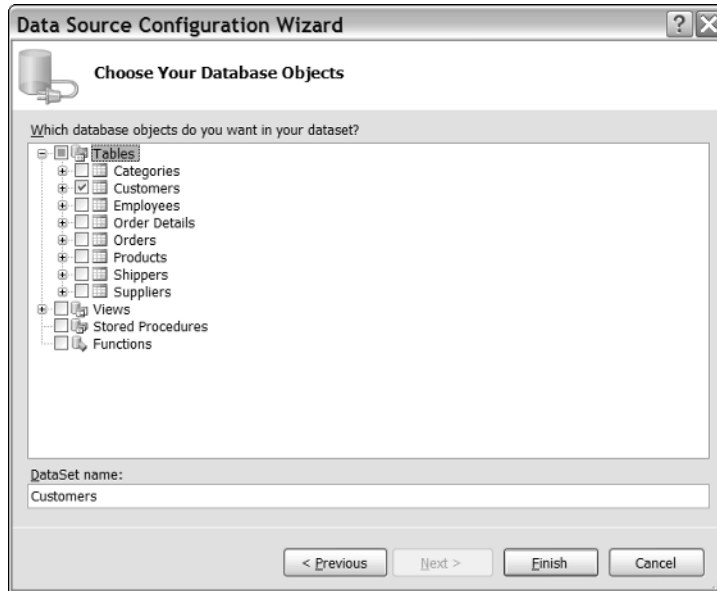 Data Source Configuration Wizard
Choose Your Database Objects
Which database objects do you want in your dataset?
Tables
Categories
Customers
Employees
Order Details
Orders
Products
Shippers
Suppliers
Views
Stored Procedures
Functions
DataSet name:
Customers
< Previous Next > Finish Cancel